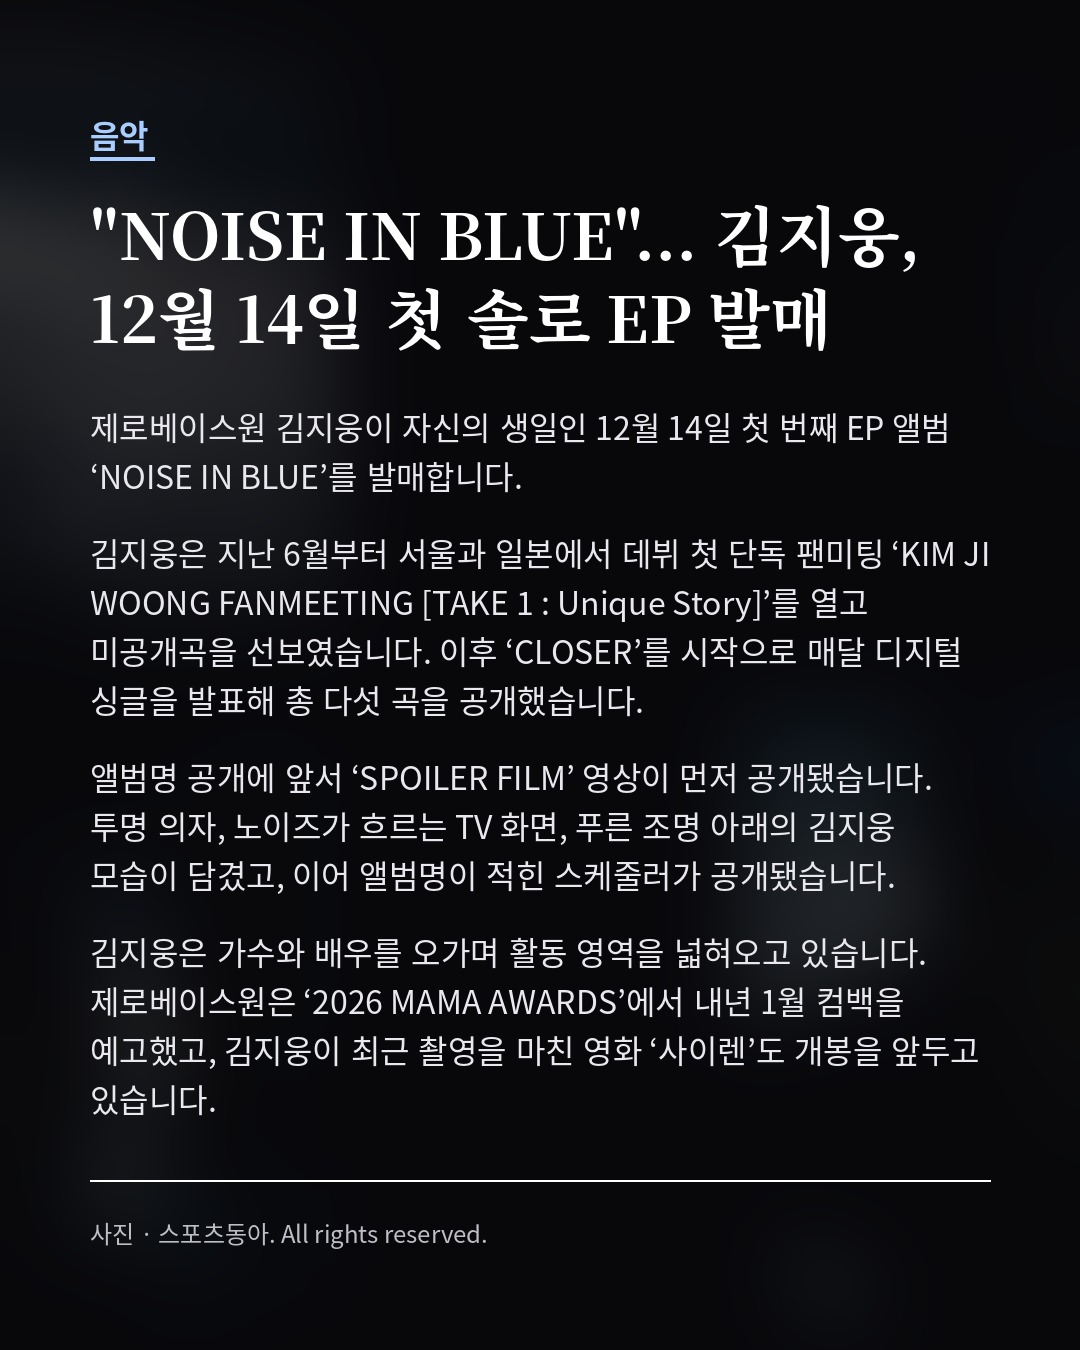 음악
"NOISE IN BLUE"... 김지웅,
12월 14일 첫 솔로 EP 발매
제로베이스원 김지웅이 자신의 생일인 12월 14일 첫 번째 EP 앨범
‘NOISE IN BLUE’를 발매합니다.
김지웅은 지난 6월부터 서울과 일본에서 데뷔 첫 단독 팬미팅 ‘KIM JI
WOONG FANMEETING [TAKE 1 : Unique Story]’를 열고
미공개곡을 선보였습니다. 이후 ‘CLOSER’를 시작으로 매달 디지털
싱글을 발표해 총 다섯 곡을 공개했습니다.
앨범명 공개에 앞서 ‘SPOILER FILM’ 영상이 먼저 공개됐습니다.
투명 의자, 노이즈가 흐르는 TV 화면, 푸른 조명 아래의 김지웅
모습이 담겼고, 이어 앨범명이 적힌 스케줄러가 공개됐습니다.
김지웅은 가수와 배우를 오가며 활동 영역을 넓혀오고 있습니다.
제로베이스원은 ‘2026 MAMA AWARDS’에서 내년 1월 컴백을
예고했고, 김지웅이 최근 촬영을 마친 영화 ‘사이렌’도 개봉을 앞두고
있습니다.
사진 · 스포츠동아. All rights reserved.